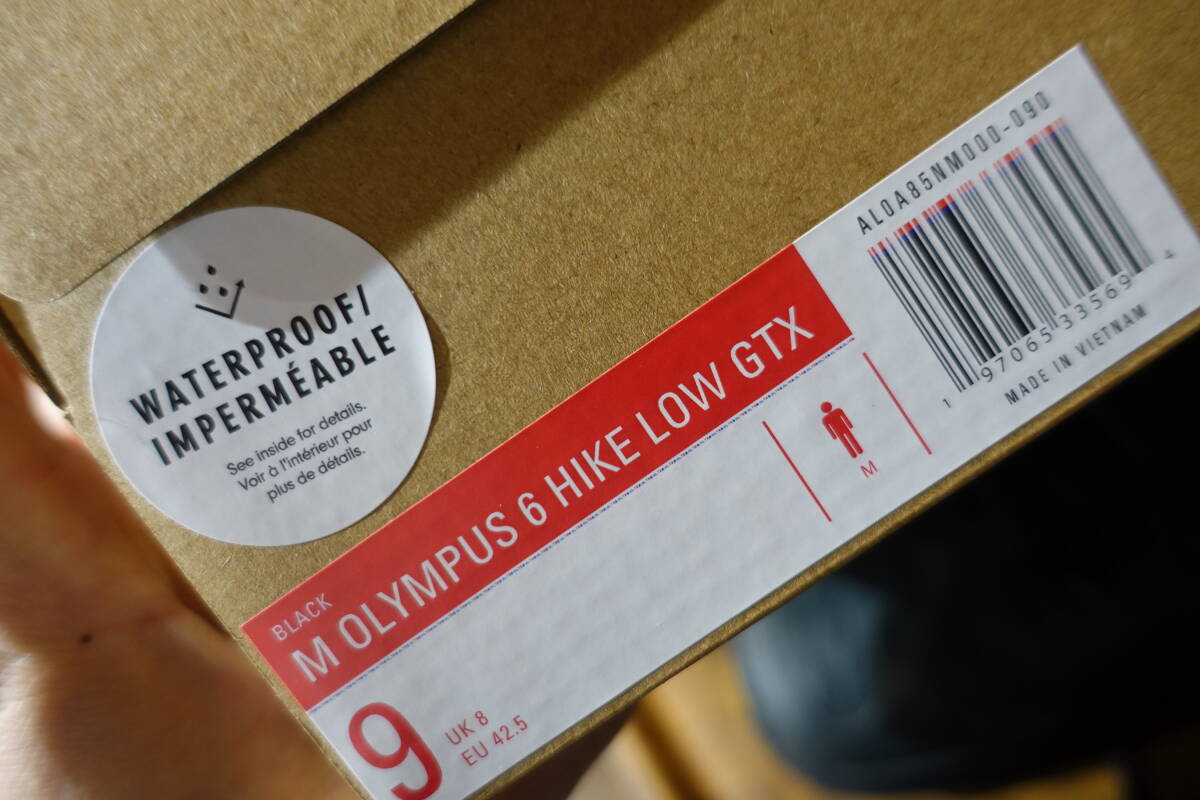 WATERPROOF/
IMPERMÉABLE
See inside for details.
Voir à l'intérieur pour
plus de détails.
BLACK
M OLYMPUS 6 HIKE LOW GTX
9
UK 8
EU 42.5
M
AL0A85NM000-090
1 97065 33569 4
MADE IN VIETNAM